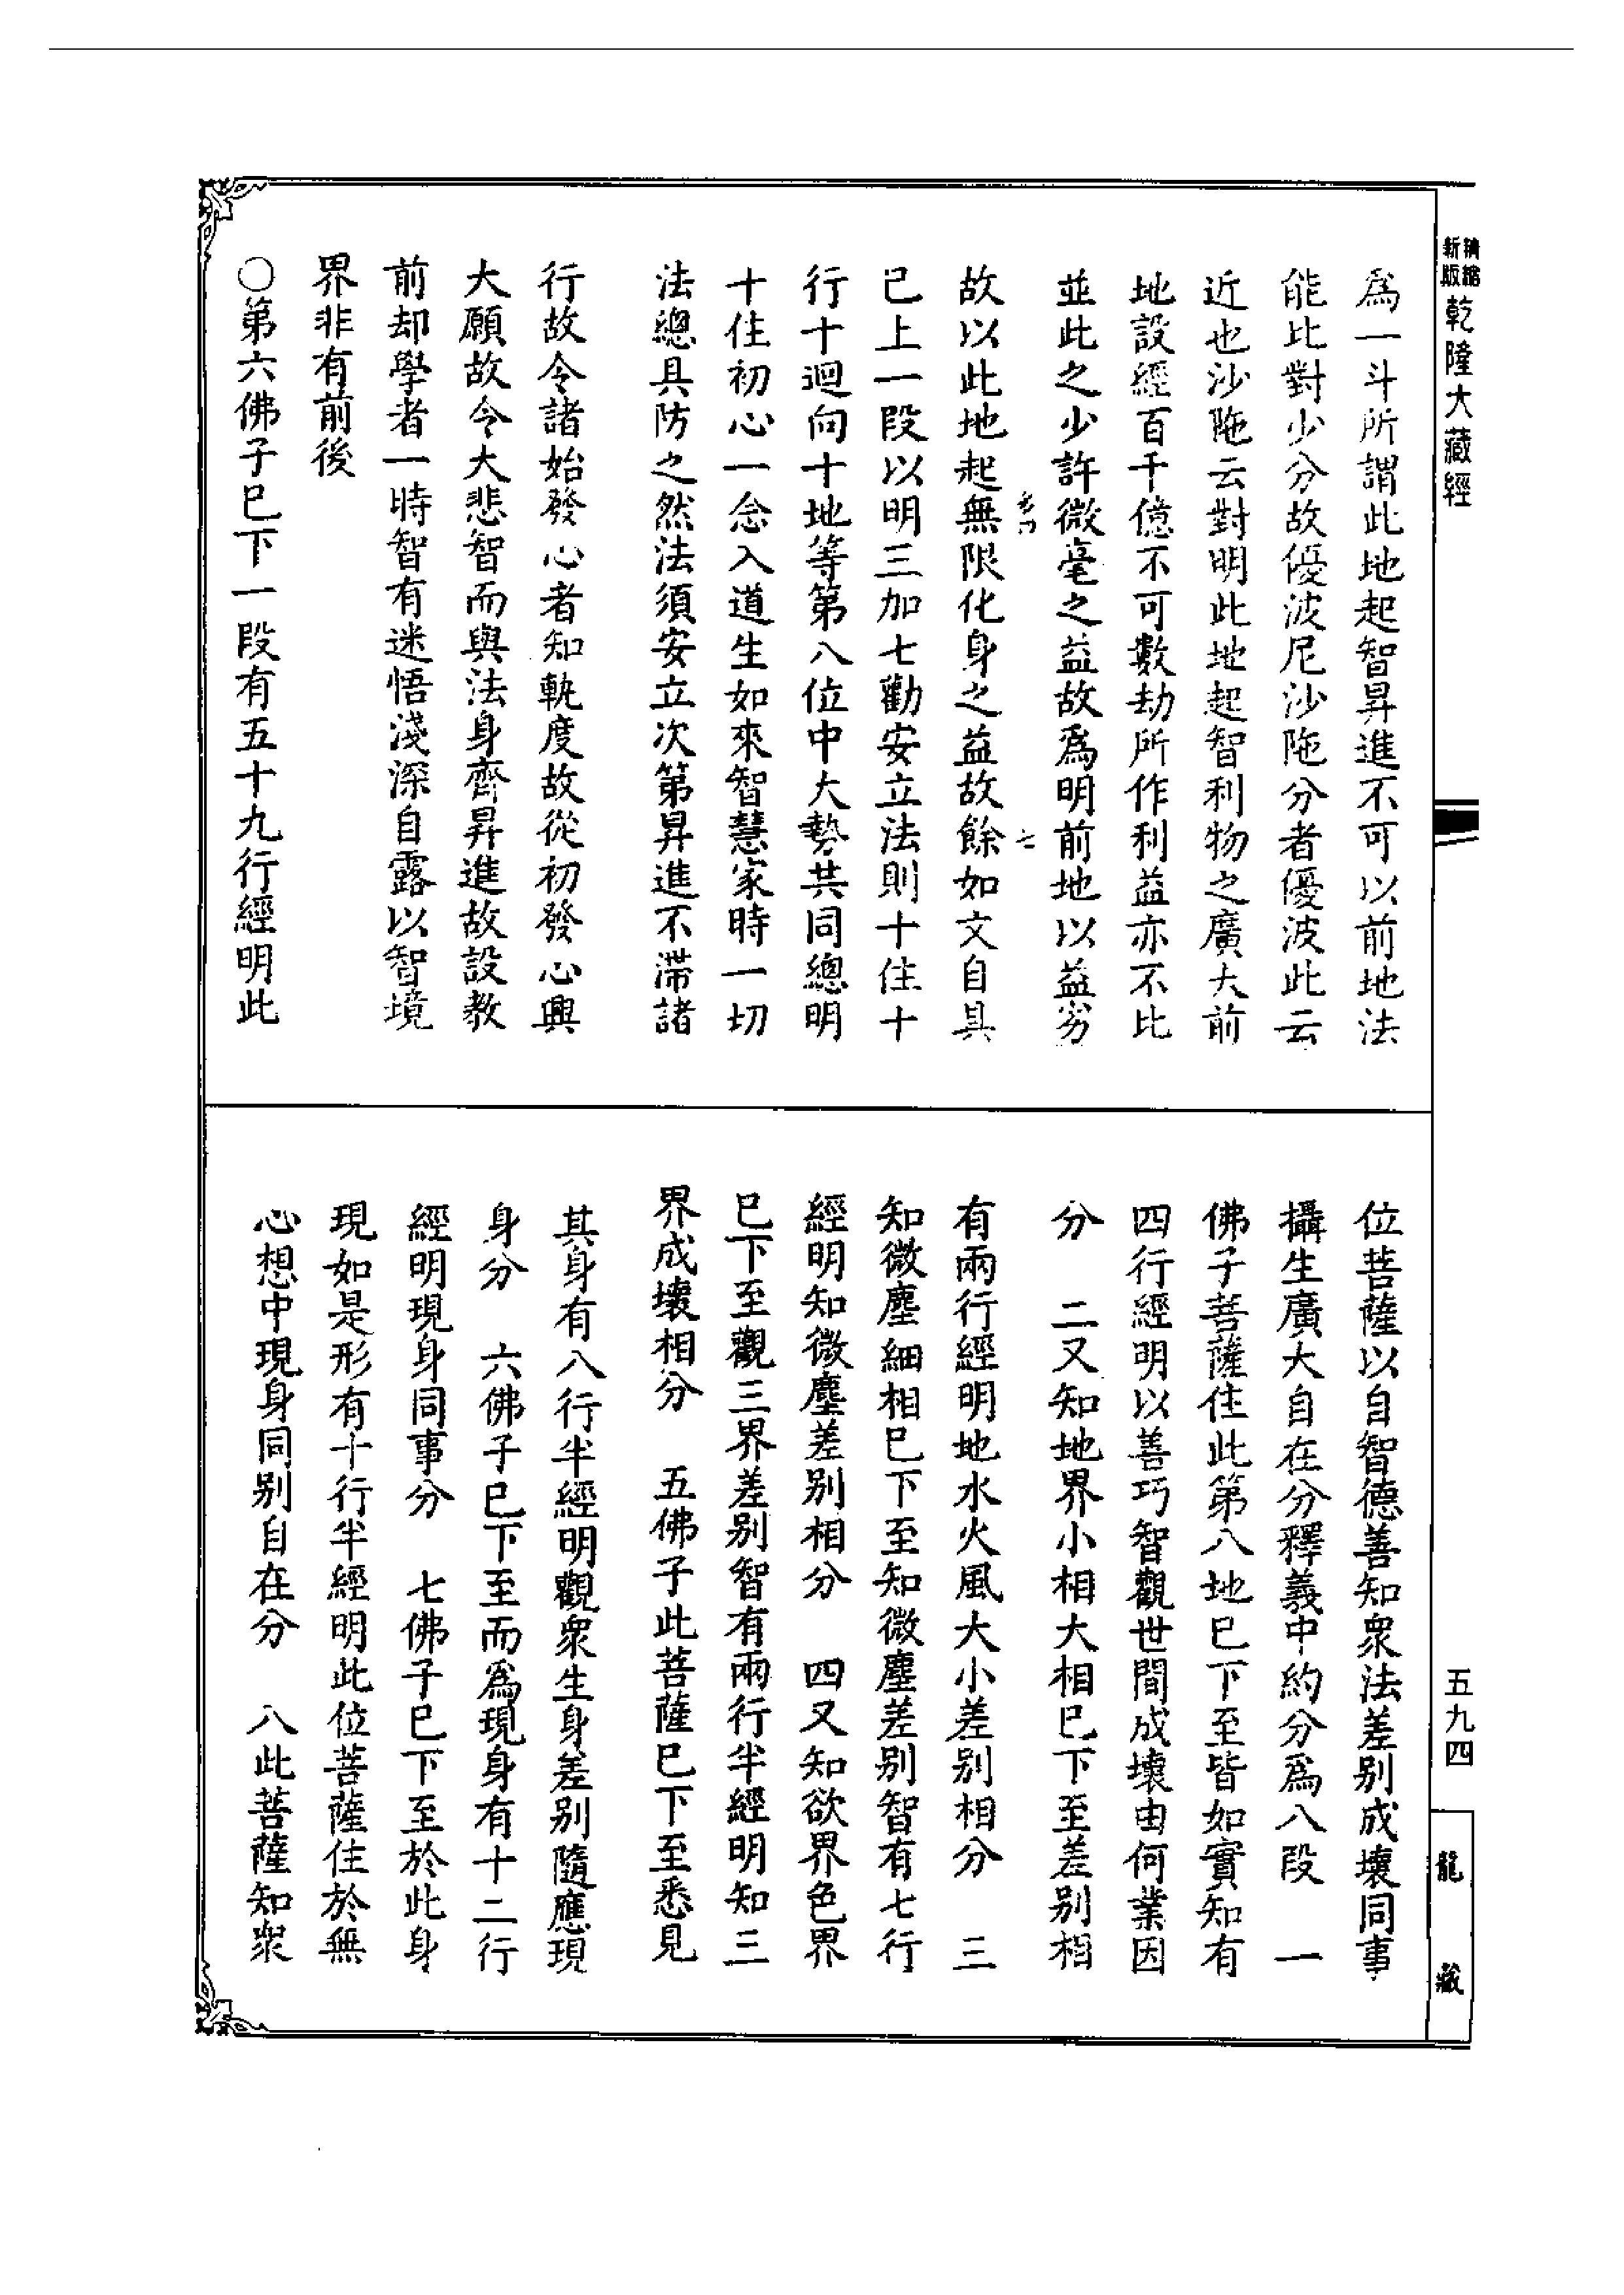 新版
精縮
乾隆大藏經
為一斗所謂此地起智昇進不可以前地法
能比對少分故優波尼沙陁分者優波此云
近也沙陁云對明此地起智利物之廣大前
地設經百千億不可數劫所作利益亦不比
並此之少許微毫之益故為明前地以益劣
七
故以此地起無限化身之益故餘如文自具
已上一段以明三加七勸安立法則十住十
行十迴向十地等第八位中大勢共同總明
十住初心一念入道生如來智慧家時一切
法總具防之然法須安立次第昇進不滯諸
行故令諸始發心者知軌度故從初發心興
大願故令大悲智而與法身齊昇進故設教
前却學者一時智有迷悟淺深自露以智境
界非有前後
○第六佛子已下一段有五十九行經明此
位菩薩以自智德善知衆法差別成壞同事
攝生廣大自在分釋義中約分為八段 一
佛子菩薩住此第八地已下至皆如實知有
四行經明以善巧智觀世間成壞由何業因
分 二又知地界小相大相已下至差別相
有兩行經明地水火風大小差別相分 三
知微塵細相已下至知微塵差別智有七行
經明知微塵差別相分 四又知欲界色界
已下至觀三界差別智有兩行半經明知三
界成壞相分 五佛子此菩薩已下至悉見
其身有八行半經明觀衆生身差別隨應現
身分 六佛子已下至而為現身有十二行
經明現身同事分 七佛子已下至於此身
現如是形有十行半經明此位菩薩住於無
心想中現身同別自在分 八此菩薩知衆
五九四
龍藏